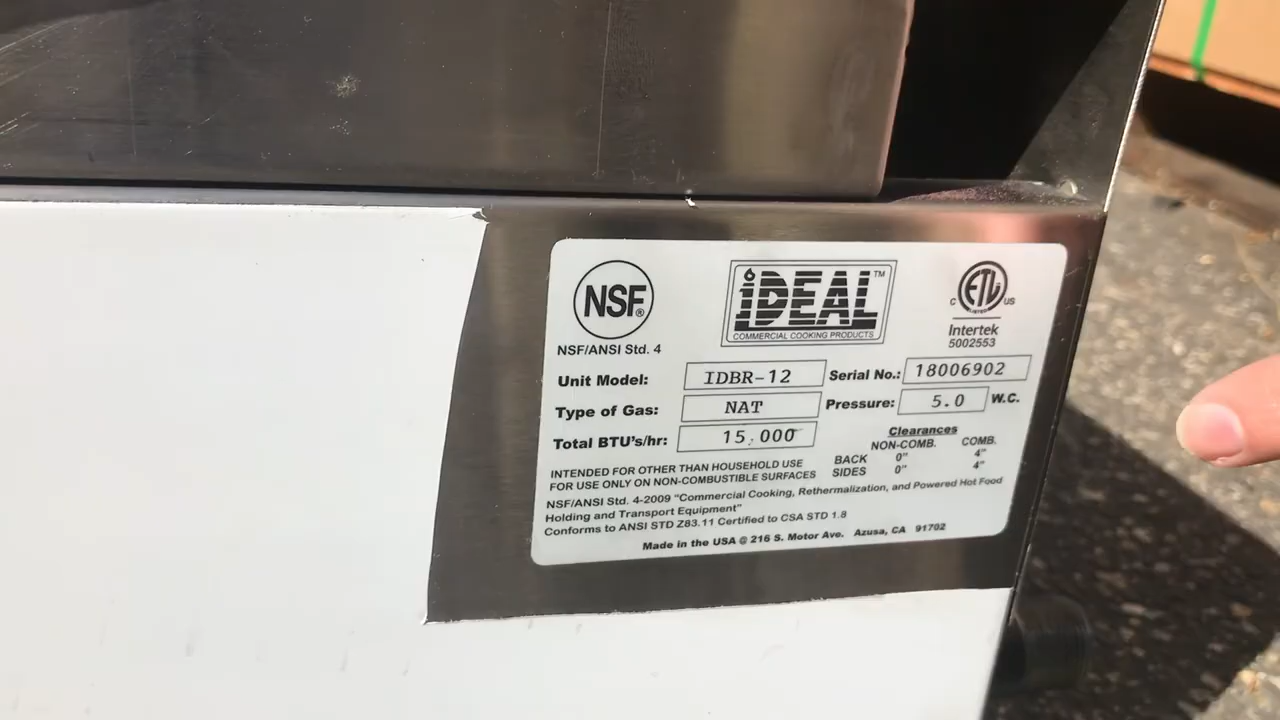 NSF®
NSF/ANSI Std. 4
iDEAL™
COMMERCIAL COOKING PRODUCTS
C ETL US
LISTED
Intertek
5002553
Unit Model: IDBR-12 Serial No.: 18006902
Type of Gas: NAT Pressure: 5.0 W.C.
Total BTU's/hr: 15,000
Clearances
NON-COMB. COMB.
BACK 0" 4"
SIDES 0" 4"
INTENDED FOR OTHER THAN HOUSEHOLD USE
FOR USE ONLY ON NON-COMBUSTIBLE SURFACES
NSF/ANSI Std. 4-2009 "Commercial Cooking, Rethermalization, and Powered Hot Food
Holding and Transport Equipment"
Conforms to ANSI STD Z83.11 Certified to CSA STD 1.8
Made in the USA @ 216 S. Motor Ave. Azusa, CA 91702